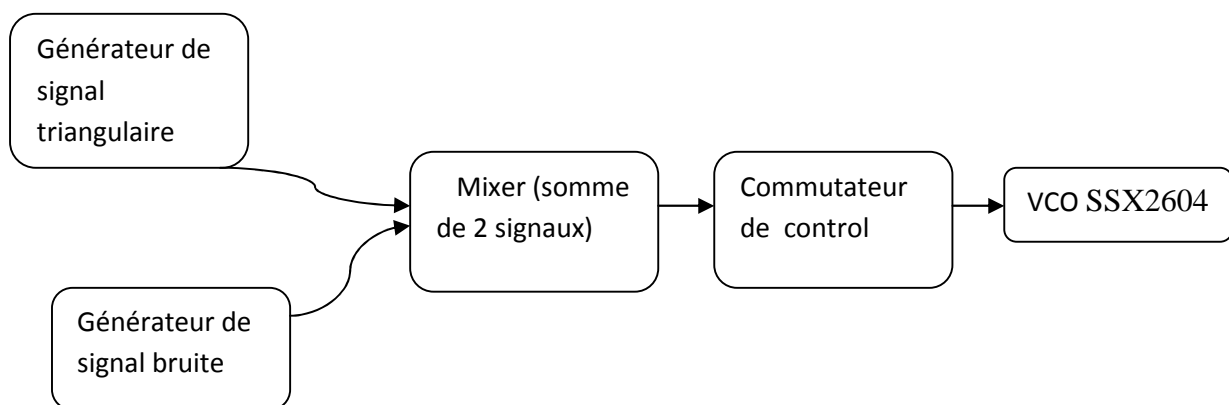 Générateur de
signal
triangulaire
Mixer (somme
de 2 signaux)
Commutateur
de control
VCO SSX2604
Générateur de
signal bruite